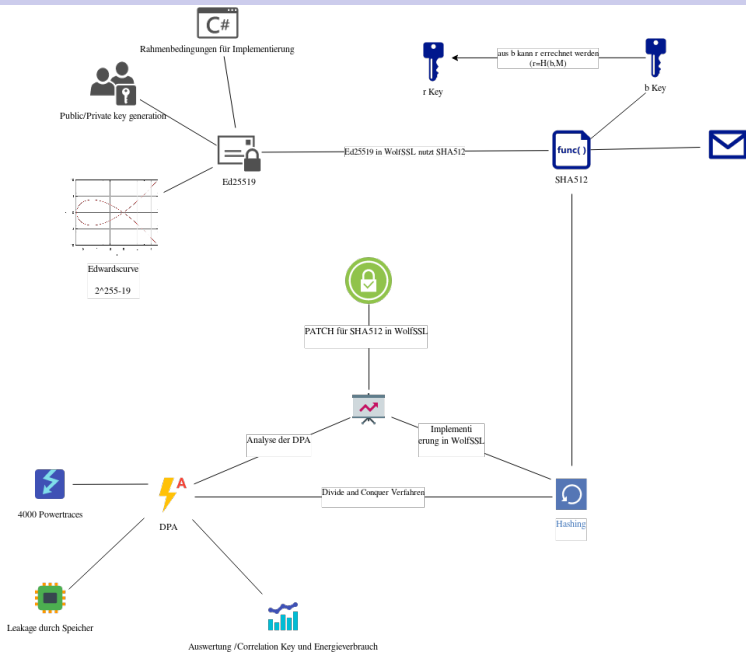 C#
Rahmenbedingungen für Implementierung
aus b kann r errechnet werden
(r=H(b,M)
r Key
b Key
Public/Private key generation
Ed25519 in WolfSSL nutzt SHA512
func( )
Ed25519
SHA512
Edwardscurve
2^255-19
PATCH für SHA512 in WolfSSL
Analyse der DPA
Implementi
erung in WolfSSL
A
Divide and Conquer Verfahren
4000 Powertraces
DPA
Hashing
Leakage durch Speicher
Auswertung /Correlation Key und Energieverbrauch